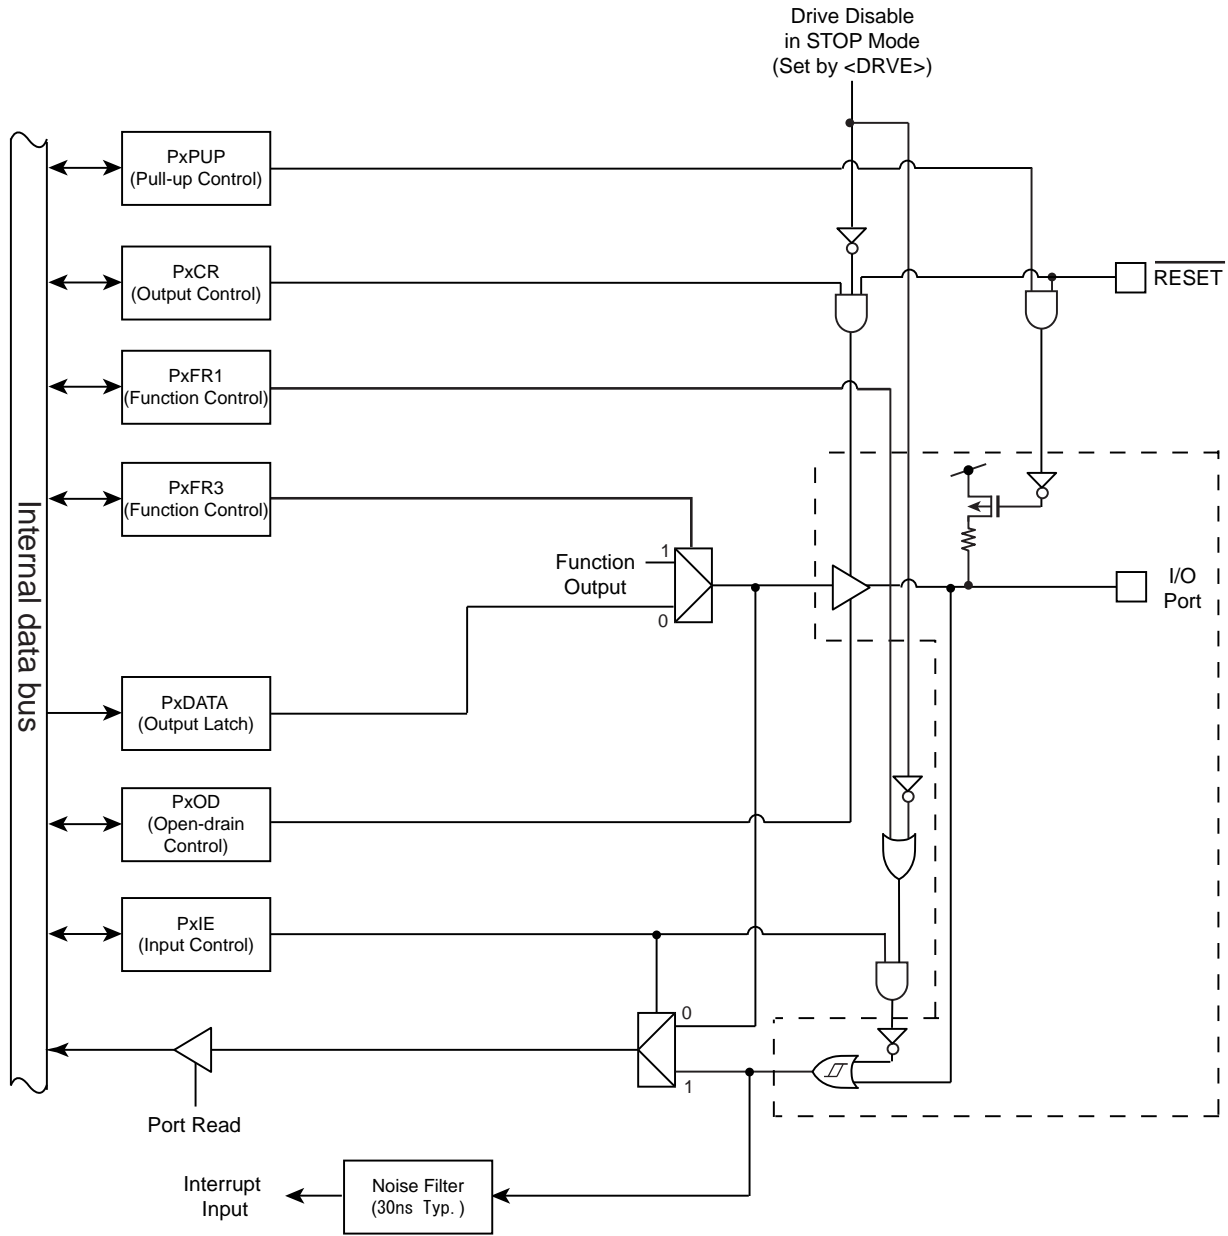 Drive Disable
in STOP Mode
(Set by <DRVE>)
PxPUP
(Pull-up Control)
PxCR
(Output Control)
RESET
PxFR1
(Function Control)
PxFR3
(Function Control)
Internal data bus
1
Function
Output
0
I/O
Port
PxDATA
(Output Latch)
PxOD
(Open-drain
Control)
PxIE
(Input Control)
0
1
Port Read
Interrupt
Input
Noise Filter
(30ns Typ.)